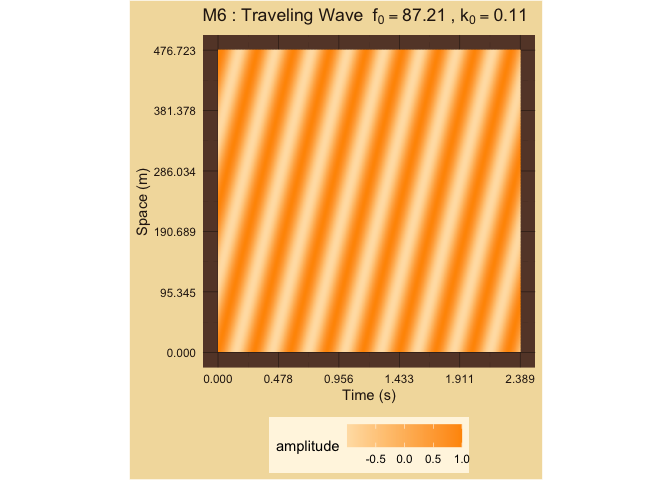 M6 : Traveling Wave f₀ = 87.21 , k₀ = 0.11
Space (m)
476.723
381.378
286.034
190.689
95.345
0.000
0.000 0.478 0.956 1.433 1.911 2.389
Time (s)
amplitude
-0.5 0.0 0.5 1.0